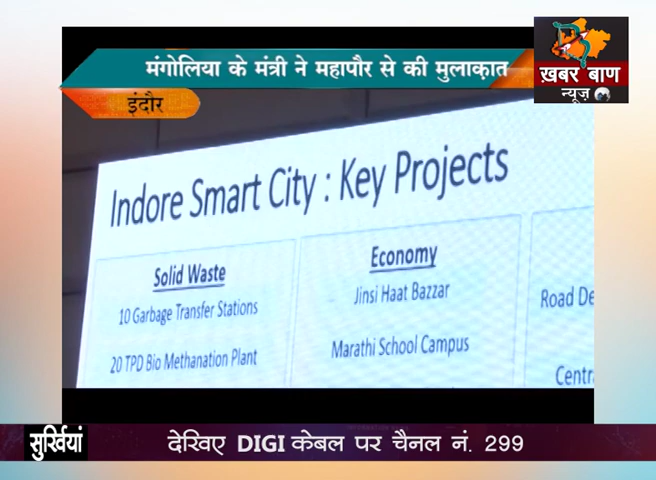 मंगोलिया के मंत्री ने महापौर से की मुलाक़ात
ख़बर बाण
न्यूज़
इंदौर
Indore Smart City : Key Projects
Solid Waste
10 Garbage Transfer Stations
20 TPD Bio Methanation Plant
Economy
Jinsi Haat Bazzar
Marathi School Campus
Road De
Centr
सुर्खियां
देखिए DIGI केबल पर चैनल नं. 299